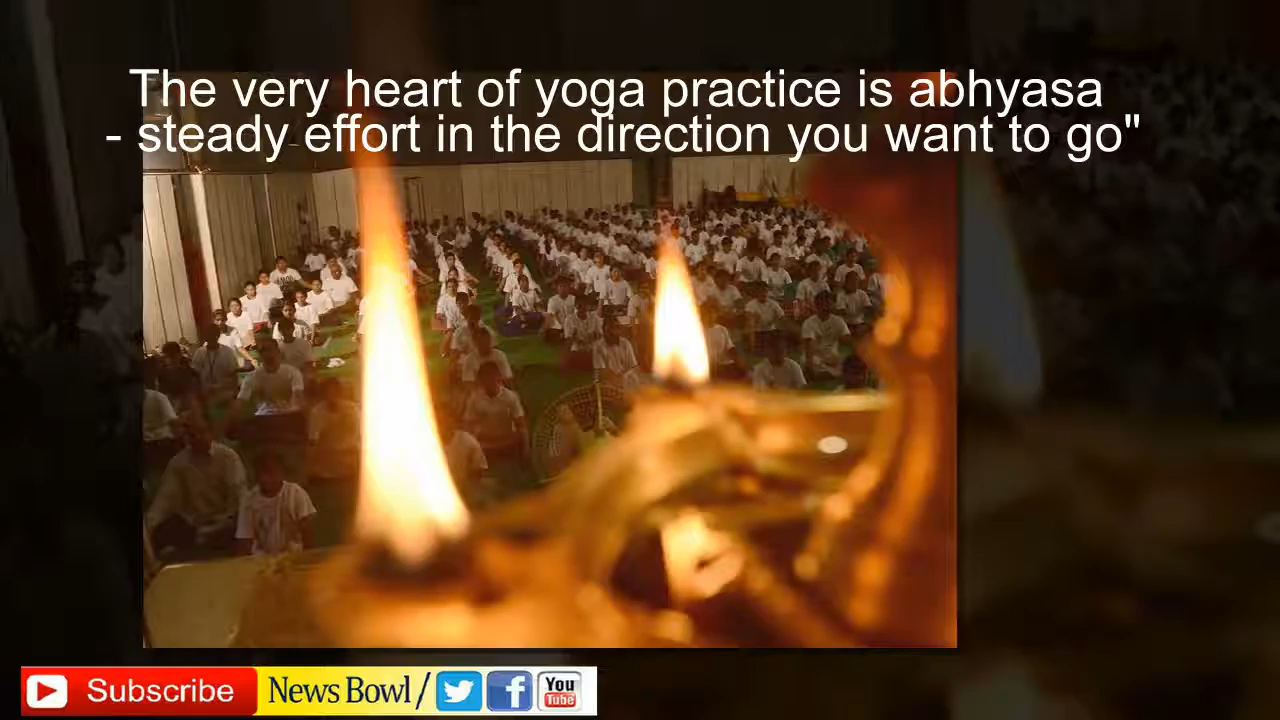 The very heart of yoga practice is abhyasa
- steady effort in the direction you want to go"
Subscribe News Bowl /
You
Tube